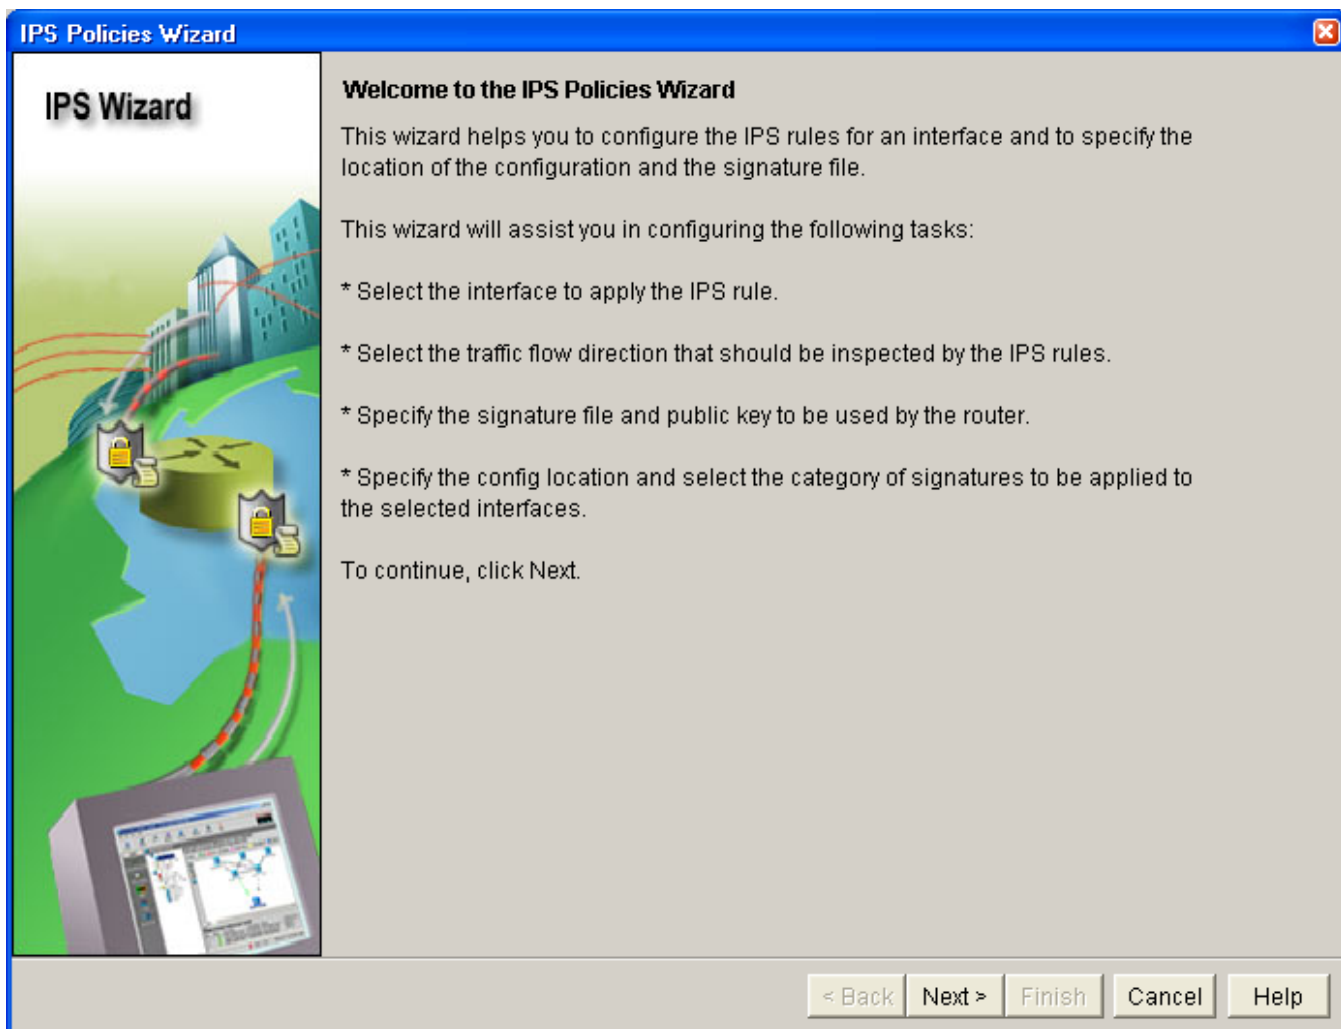 IPS Policies Wizard
IPS Wizard
Welcome to the IPS Policies Wizard
This wizard helps you to configure the IPS rules for an interface and to specify the
location of the configuration and the signature file.
This wizard will assist you in configuring the following tasks:
* Select the interface to apply the IPS rule.
* Select the traffic flow direction that should be inspected by the IPS rules.
* Specify the signature file and public key to be used by the router.
* Specify the config location and select the category of signatures to be applied to
the selected interfaces.
To continue, click Next.
< Back Next > Finish Cancel Help